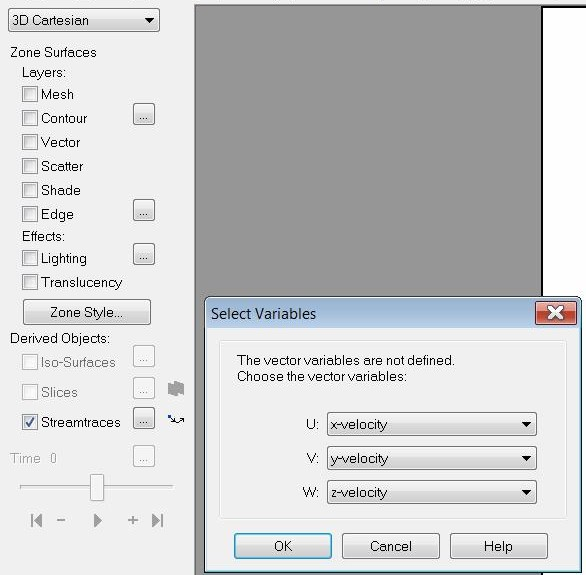 3D Cartesian
Zone Surfaces
Layers:
Mesh
Contour
...
Vector
Scatter
Shade
Edge
...
Effects:
Lighting
...
Translucency
Zone Style...
Derived Objects:
Iso-Surfaces
...
Slices
...
Streamtraces
...
Time 0
...
Select Variables
The vector variables are not defined.
Choose the vector variables:
U: x-velocity
V: y-velocity
W: z-velocity
OK Cancel Help